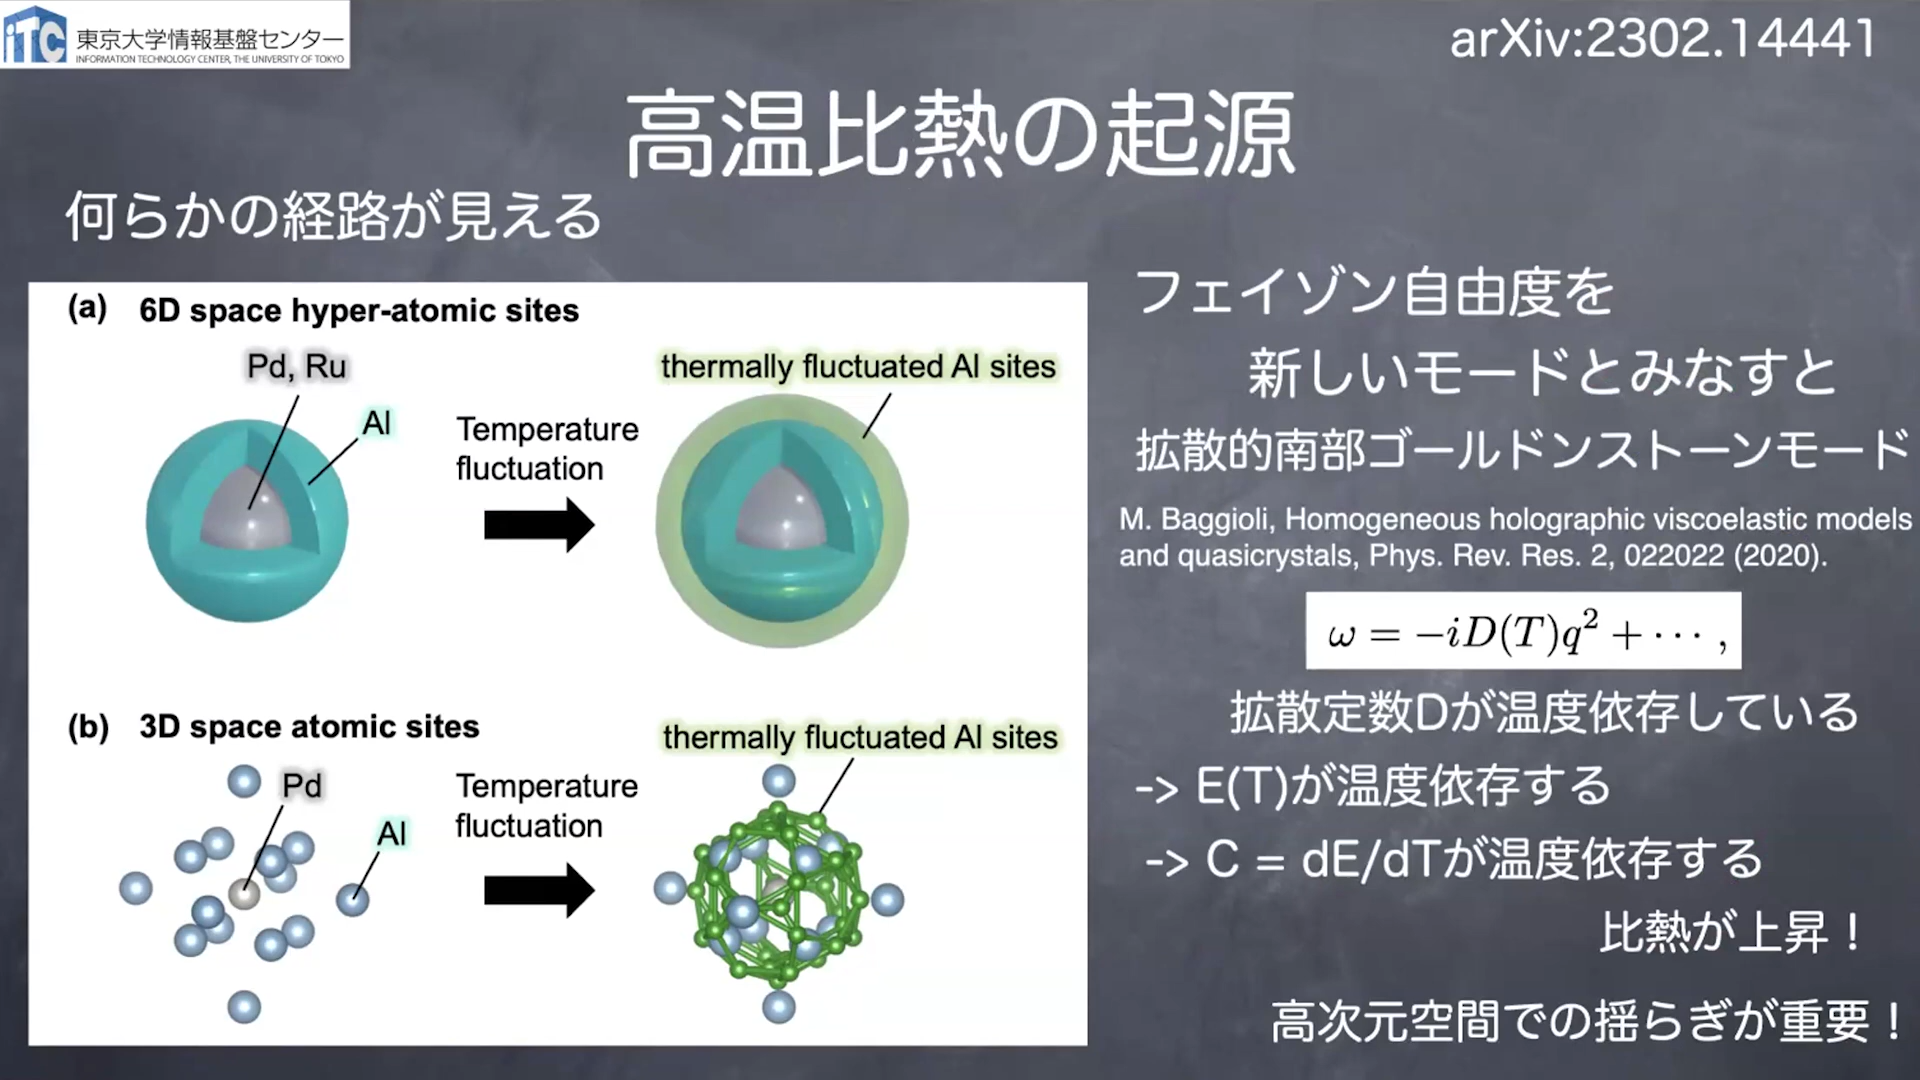 iTC 東京大学情報基盤センター
INFORMATION TECHNOLOGY CENTER, THE UNIVERSITY OF TOKYO
arXiv:2302.14441
高温比熱の起源
何らかの経路が見える
(a) 6D space hyper-atomic sites
Pd, Ru
Al
Temperature
fluctuation
thermally fluctuated Al sites
(b) 3D space atomic sites
Pd
Al
Temperature
fluctuation
thermally fluctuated Al sites
フェイゾン自由度を
新しいモードとみなすと
拡散的南部ゴールドンストーンモード
M. Baggioli, Homogeneous holographic viscoelastic models
and quasicrystals, Phys. Rev. Res. 2, 022022 (2020).
ω = −iD(T)q² + ⋯ ,
拡散定数Dが温度依存している
-> E(T)が温度依存する
-> C = dE/dTが温度依存する
比熱が上昇！
高次元空間での揺らぎが重要！